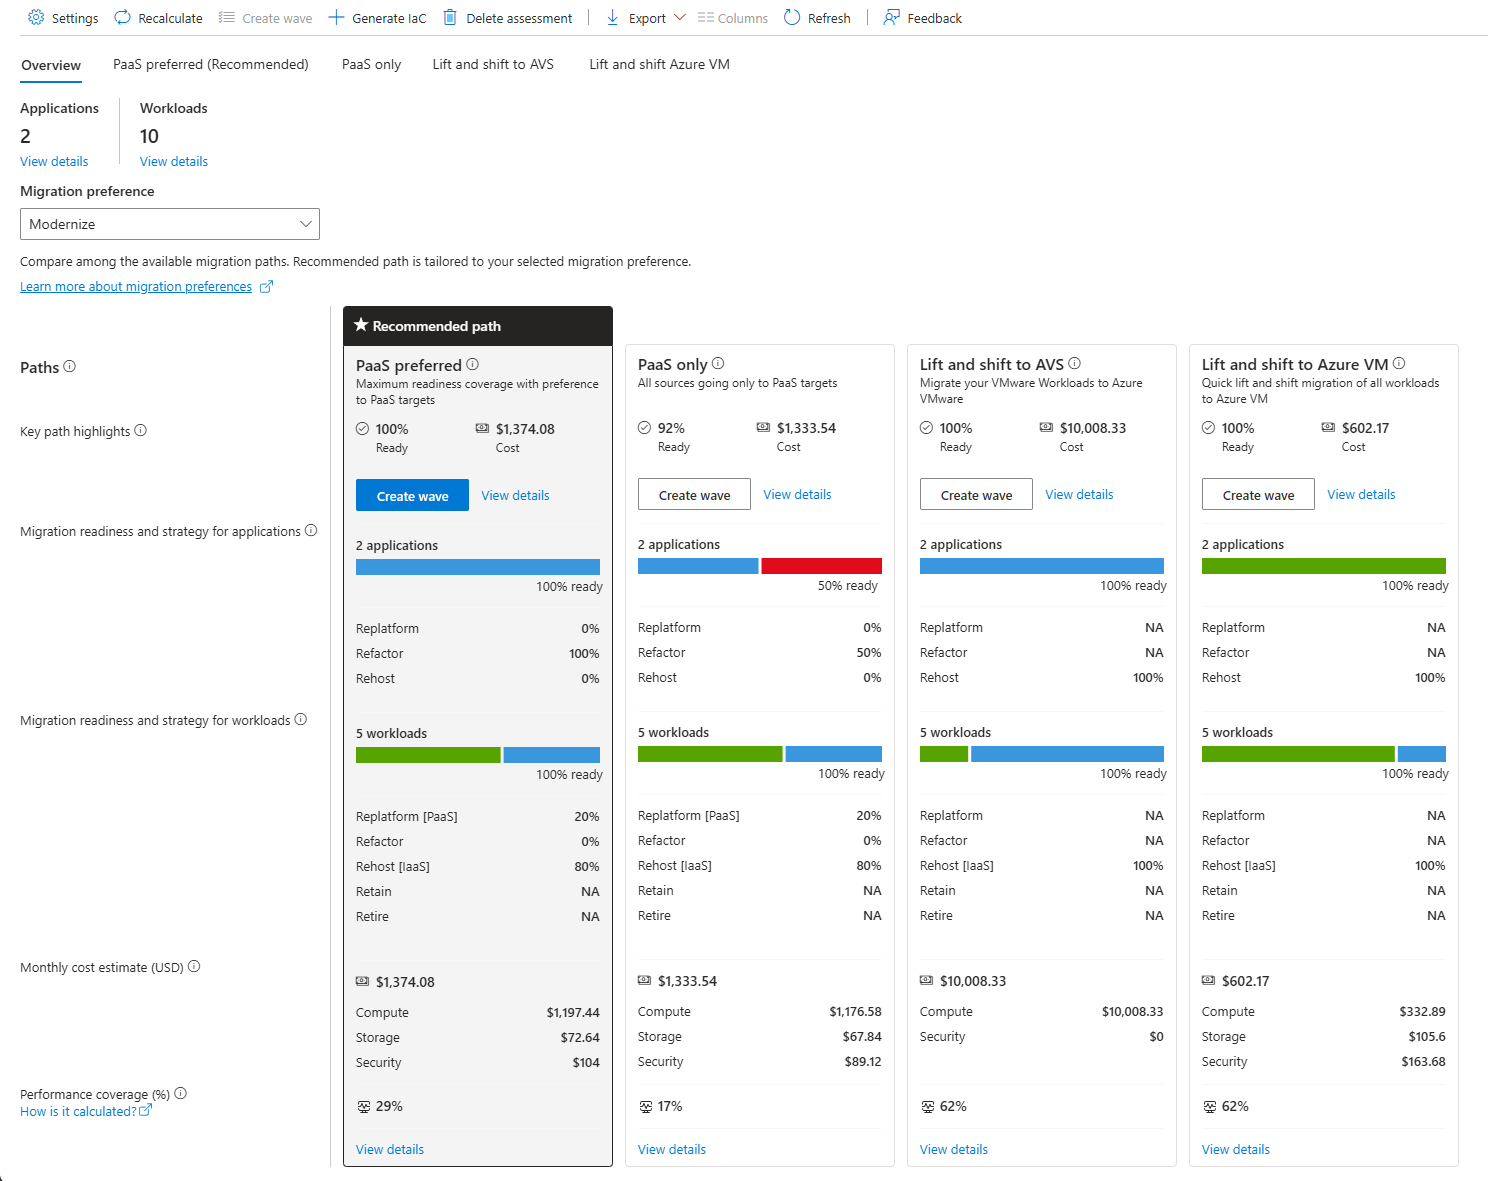 Settings Recalculate Create wave Generate IaC Delete assessment Export Columns Refresh Feedback
Overview PaaS preferred (Recommended) PaaS only Lift and shift to AVS Lift and shift Azure VM
Applications Workloads
2 10
View details View details
Migration preference
Modernize
Compare among the available migration paths. Recommended path is tailored to your selected migration preference.
Learn more about migration preferences
Paths
Key path highlights
Migration readiness and strategy for applications
Migration readiness and strategy for workloads
Monthly cost estimate (USD)
Performance coverage (%)
How is it calculated?
Recommended path
PaaS preferred
Maximum readiness coverage with preference
to PaaS targets
100% $1,374.08
Ready Cost
Create wave View details
2 applications
100% ready
Replatform 0%
Refactor 100%
Rehost 0%
5 workloads
100% ready
Replatform [PaaS] 20%
Refactor 0%
Rehost [IaaS] 80%
Retain NA
Retire NA
$1,374.08
Compute $1,197.44
Storage $72.64
Security $104
29%
View details
PaaS only
All sources going only to PaaS targets
92% $1,333.54
Ready Cost
Create wave View details
2 applications
50% ready
Replatform 0%
Refactor 50%
Rehost 0%
5 workloads
100% ready
Replatform [PaaS] 20%
Refactor 0%
Rehost [IaaS] 80%
Retain NA
Retire NA
$1,333.54
Compute $1,176.58
Storage $67.84
Security $89.12
17%
View details
Lift and shift to AVS
Migrate your VMware Workloads to Azure
VMware
100% $10,008.33
Ready Cost
Create wave View details
2 applications
100% ready
Replatform NA
Refactor NA
Rehost 100%
5 workloads
100% ready
Replatform NA
Refactor NA
Rehost [IaaS] 100%
Retain NA
Retire NA
$10,008.33
Compute $10,008.33
Security $0
62%
View details
Lift and shift to Azure VM
Quick lift and shift migration of all workloads
to Azure VM
100% $602.17
Ready Cost
Create wave View details
2 applications
100% ready
Replatform NA
Refactor NA
Rehost 100%
5 workloads
100% ready
Replatform NA
Refactor NA
Rehost [IaaS] 100%
Retain NA
Retire NA
$602.17
Compute $332.89
Storage $105.6
Security $163.68
62%
View details